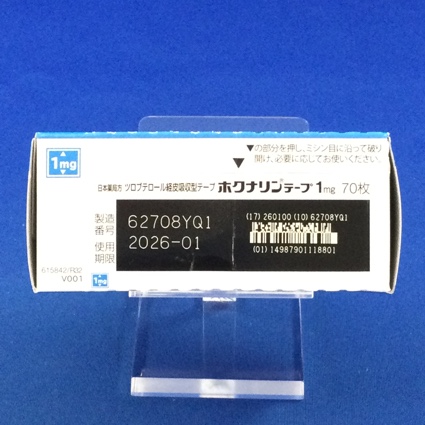 1mg
▼の部分を押し、ミシン目に沿って破り
開け、必要に応じてお使いください。
▼
日本薬局方 ツロブテロール経皮吸収型テープ ホクナリンテープ1mg 70枚
製造番号 62708YQ1
使用期限 2026-01
(17) 260100 (10) 62708YQ1
(01) 14987901118801
615842/R02
V001
1mg